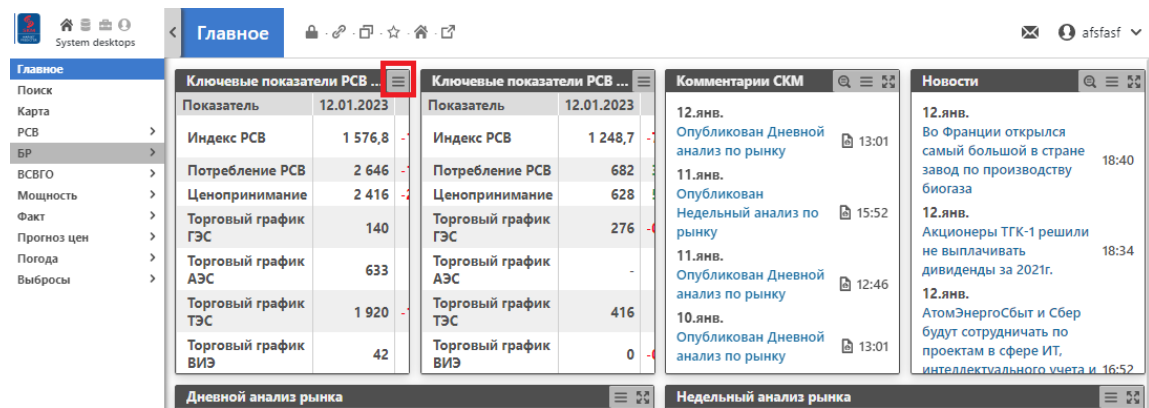 System desktops
Главное
afsfasf
Главное
Поиск
Карта
РСВ
БР
ВСВГО
Мощность
Факт
Прогноз цен
Погода
Выбросы
Ключевые показатели РСВ ...
Показатель 12.01.2023
Индекс РСВ 1 576,8
Потребление РСВ 2 646
Ценопринимание 2 416
Торговый график
ГЭС 140
Торговый график
АЭС 633
Торговый график
ТЭС 1 920
Торговый график
ВИЭ 42
Ключевые показатели РСВ ...
Показатель 12.01.2023
Индекс РСВ 1 248,7
Потребление РСВ 682
Ценопринимание 628
Торговый график
ГЭС 276
Торговый график
АЭС -
Торговый график
ТЭС 416
Торговый график
ВИЭ 0
Комментарии СКМ
12.янв.
Опубликован Дневной
анализ по рынку 13:01
11.янв.
Опубликован
Недельный анализ по 15:52
рынку
11.янв.
Опубликован Дневной
анализ по рынку 12:46
10.янв.
Опубликован Дневной
анализ по рынку 13:01
Новости
12.янв.
Во Франции открылся
самый большой в стране
завод по производству 18:40
биогаза
12.янв.
Акционеры ТГК-1 решили
не выплачивать 18:34
дивиденды за 2021г.
12.янв.
АтомЭнергоСбыт и Сбер
будут сотрудничать по
проектам в сфере ИТ,
интеллектуального учета и 16:52
Дневной анализ рынка
Недельный анализ рынка